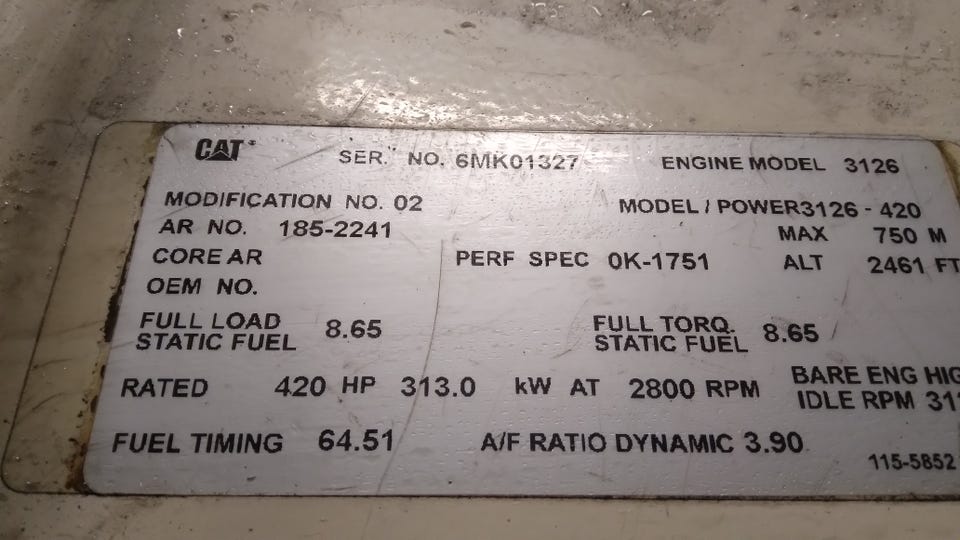 CAT SER. NO. 6MK01327 ENGINE MODEL 3126
MODIFICATION NO. 02 MODEL / POWER3126 - 420
AR NO. 185-2241 MAX 750 M
CORE AR PERF SPEC 0K-1751 ALT 2461 FT
OEM NO.
FULL LOAD STATIC FUEL 8.65 FULL TORQ. STATIC FUEL 8.65
RATED 420 HP 313.0 kW AT 2800 RPM BARE ENG HIG
IDLE RPM 31
FUEL TIMING 64.51 A/F RATIO DYNAMIC 3.90
115-5852